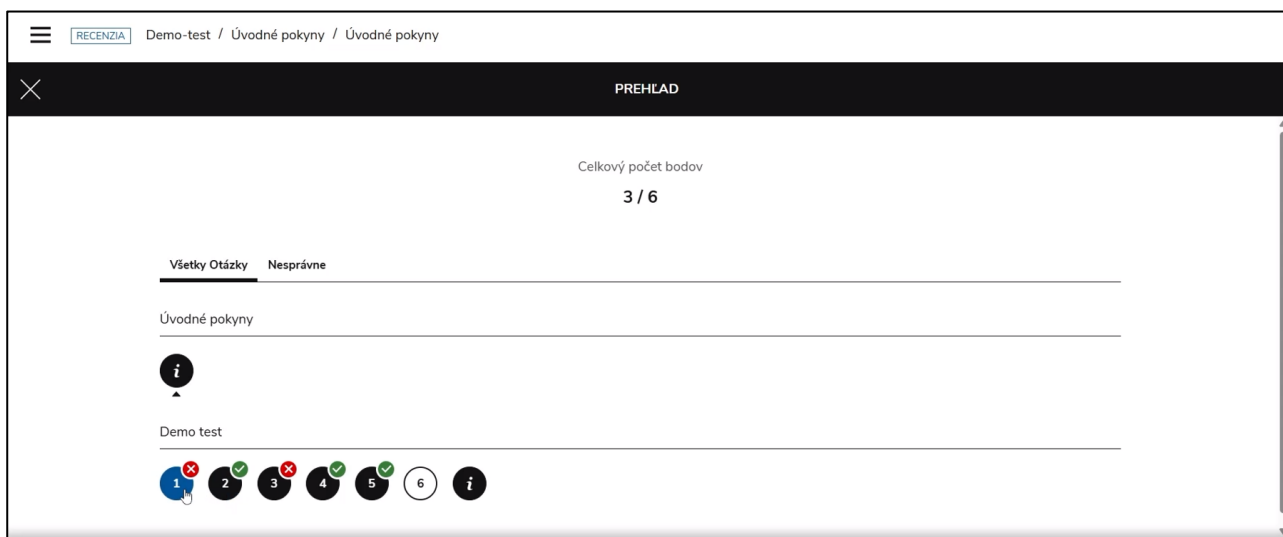 RECENZIA Demo-test / Úvodné pokyny / Úvodné pokyny
PREHĽAD
Celkový počet bodov
3 / 6
Všetky Otázky Nesprávne
Úvodné pokyny
i
Demo test
1 2 3 4 5 6 i